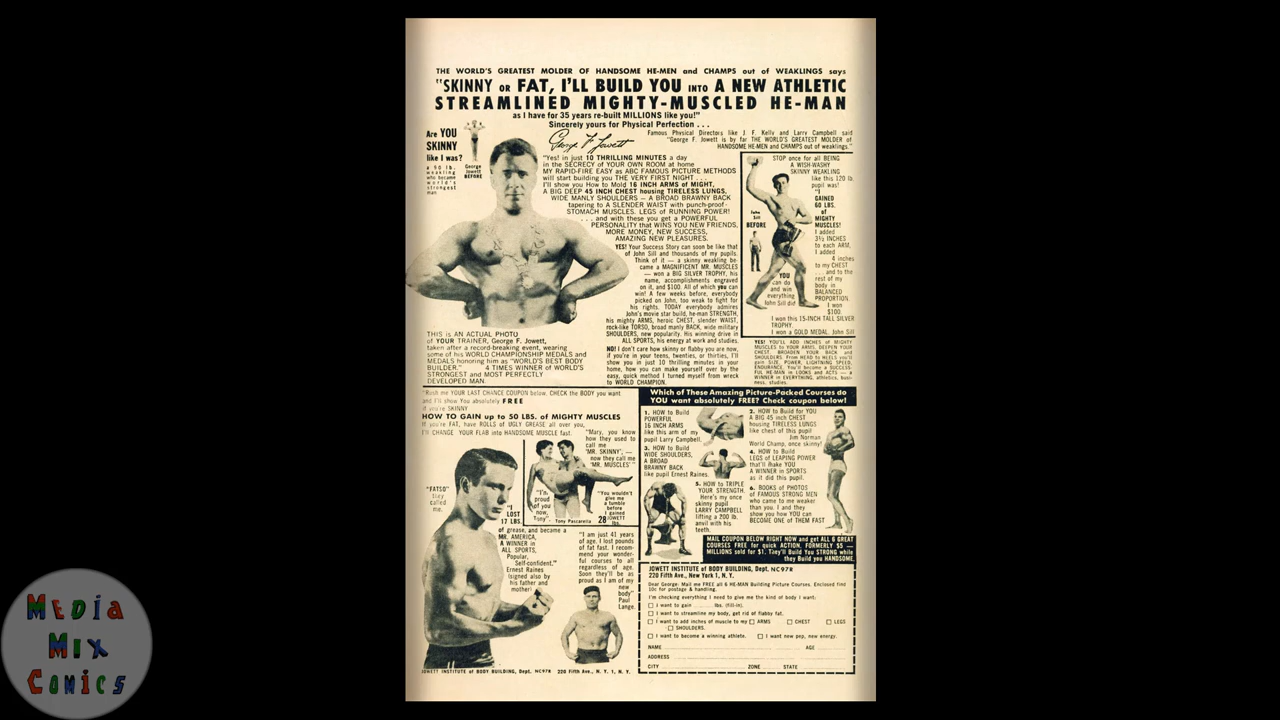 THE WORLD'S GREATEST MOLDER OF HANDSOME HE-MEN and CHAMPS out of WEAKLINGS says
"SKINNY OR FAT, I'LL BUILD YOU INTO A NEW ATHLETIC
STREAMLINED MIGHTY-MUSCLED HE-MAN
as I have for 35 years re-built MILLIONS like you!"
Sincerely yours for Physical Perfection . . .
George F. Jowett
Famous Physical Directors like J. F. Kelly and Larry Campbell said
"George F. Jowett is by far THE WORLD'S GREATEST MOLDER of
HANDSOME HE-MEN and CHAMPS out of weaklings."
Are YOU
SKINNY
like I was?
a 90 lb.
weakling
who became
world's
strongest
man
George
Jowett
BEFORE
"Yes! in just 10 THRILLING MINUTES a day
in the SECRECY OF YOUR OWN ROOM at home
MY RAPID-FIRE EASY as ABC FAMOUS PICTURE METHODS
will start building you THE VERY FIRST NIGHT . . .
I'll show you How to Mold 16 INCH ARMS of MIGHT,
A BIG DEEP 45 INCH CHEST housing TIRELESS LUNGS,
WIDE MANLY SHOULDERS — A BROAD BRAWNY BACK
tapering to A SLENDER WAIST with punch-proof
STOMACH MUSCLES. LEGS of RUNNING POWER!
. . . and with these you get a POWERFUL
PERSONALITY that WINS YOU NEW FRIENDS,
MORE MONEY, NEW SUCCESS,
AMAZING NEW PLEASURES.
YES! Your Success Story can soon be like that
of John Sill and thousands of my pupils.
Think of it — a skinny weakling be-
came a MAGNIFICENT MR. MUSCLES
— won a BIG SILVER TROPHY, his
name, accomplishments engraved
on it, and $100. All of which you can
win! A few weeks before, everybody
picked on John, too weak to fight for
his rights. TODAY everybody admires
John's movie star build, he-man STRENGTH,
his mighty ARMS, heroic CHEST, slender WAIST,
rock-like TORSO, broad manly BACK, wide military
SHOULDERS, new popularity. His winning drive in
ALL SPORTS, his energy at work and studies.
NO! I don't care how skinny or flabby you are now,
if you're in your teens, twenties, or thirties, I'll
show you in just 10 thrilling minutes in your
home, how you can make yourself over by the
easy, quick method I turned myself from wreck
to WORLD CHAMPION.
STOP once for all BEING
A WISH-WASHY
SKINNY WEAKLING
like this 120 lb.
pupil was!
"I
GAINED
60 LBS.
of
MIGHTY
MUSCLES!
I added
3½ INCHES
to each ARM,
I added
4 inches
to my CHEST
. . . and to the
rest of my
body in
BALANCED
PROPORTION.
I won
$100
I won this 15-INCH TALL SILVER
TROPHY.
I won a GOLD MEDAL. John Sill
John
Sill
BEFORE
YOU
can do
and win
everything
John Sill did
YES! YOU'LL ADD INCHES OF MIGHTY
MUSCLES to YOUR ARMS. DEEPEN YOUR
CHEST. BROADEN YOUR BACK and
SHOULDERS. From HEAD to HEELS you'll
gain SIZE, POWER, LIGHTNING SPEED,
ENDURANCE. You'll become a SUCCESS-
FUL HE-MAN in LOOKS and ACTS — a
WINNER in EVERYTHING, athletics, busi-
ness, studies.
THIS is AN ACTUAL PHOTO
of YOUR TRAINER, George F. Jowett,
taken after a record-breaking event, wearing
some of his WORLD CHAMPIONSHIP MEDALS and
MEDALS honoring him as "WORLD'S BEST BODY
BUILDER." 4 TIMES WINNER of WORLD'S
STRONGEST and MOST PERFECTLY
DEVELOPED MAN.
"Rush me YOUR LAST CHANCE COUPON below. CHECK the BODY you want
and I'll show You absolutely FREE
if you're SKINNY
HOW TO GAIN up to 50 LBS. of MIGHTY MUSCLES
If you're FAT, have ROLLS of UGLY GREASE all over you,
I'LL CHANGE YOUR FLAB into HANDSOME MUSCLE fast.
"Mary, you know
how they used to
call me
'MR. SKINNY', —
now they call me
'MR. MUSCLES'"
"I'm
proud
of you
now,
Tony"
Tony Pascarella
"You wouldn't
give me
a tumble
before
I gained
28 JOWETT
lbs.
"FATSO"
they
called
me.
"I
LOST
17 LBS.
of grease, and became a
MR. AMERICA,
A WINNER in
ALL SPORTS,
Popular,
Self-confident."
Ernest Raines
(signed also by
his father and
mother)
"I am just 41 years
of age. I lost pounds
of fat fast. I recom-
mend your wonder-
ful courses to all
regardless of age.
Soon they'll be as
proud as I am of my
new
body"
Paul
Lange.
JOWETT INSTITUTE of BODY BUILDING, Dept. NC97R 220 Fifth Ave., N. Y. 1, N. Y.
Which of These Amazing Picture-Packed Courses do
YOU want absolutely FREE? Check coupon below!
1. HOW to Build
POWERFUL
16 INCH ARMS
like this arm of my
pupil Larry Campbell.
2. HOW to Build for YOU
A BIG 45 inch CHEST
housing TIRELESS LUNGS
like chest of this pupil
Jim Norman
World Champ, once skinny!
3. HOW to Build
WIDE SHOULDERS,
A BROAD
BRAWNY BACK
like pupil Ernest Raines.
4. HOW to Build
LEGS of LEAPING POWER
that'll make YOU
A WINNER in SPORTS
as it did this pupil.
5. HOW to TRIPLE
YOUR STRENGTH.
Here's my once
skinny pupil
LARRY CAMPBELL
lifting a 200 lb.
anvil with his
teeth.
6. BOOKS of PHOTOS
of FAMOUS STRONG MEN
who came to me weaker
than you. I and they
show you how YOU can
BECOME ONE of THEM FAST
MAIL COUPON BELOW RIGHT NOW and get ALL 6 GREAT
COURSES FREE for quick ACTION. FORMERLY $5 —
MILLIONS sold for $1. They'll Build You STRONG while
they Build you HANDSOME.
JOWETT INSTITUTE of BODY BUILDING, Dept. NC97R
220 Fifth Ave., New York 1, N. Y.
Dear George: Mail me FREE all 6 HE-MAN Building Picture Courses. Enclosed find
10c for postage & handling.
I'm checking everything I need to give me the kind of body I want:
I want to gain ........ lbs. (fill-in).
I want to streamline my body, get rid of flabby fat.
I want to add inches of muscle to my ARMS CHEST LEGS
SHOULDERS.
I want to become a winning athlete. I want new pep, new energy.
NAME AGE
ADDRESS
CITY ZONE STATE
MEDIA
MIX
COMICS